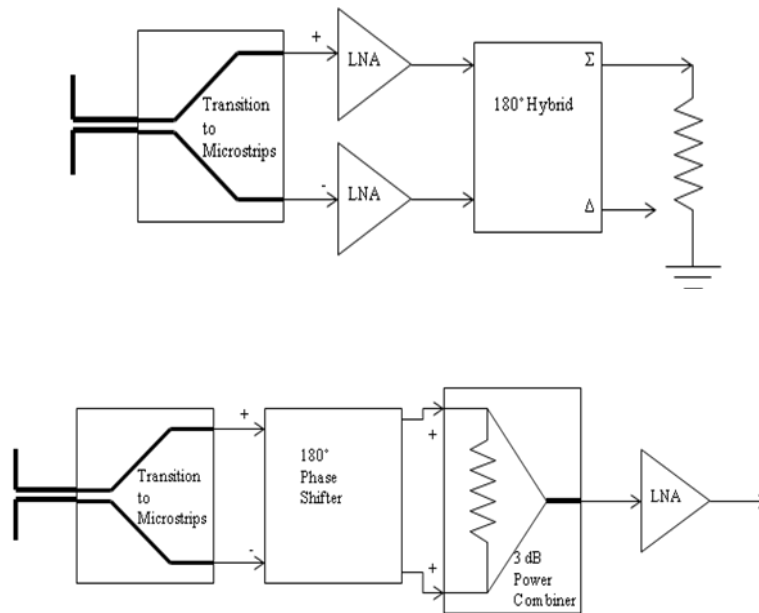 +
LNA
Σ
180° Hybrid
Transition
to
Microstrips
-
LNA
Δ
+
180°
Phase
Shifter
+
Transition
to
Microstrips
LNA
-
+
3 dB
Power
Combiner